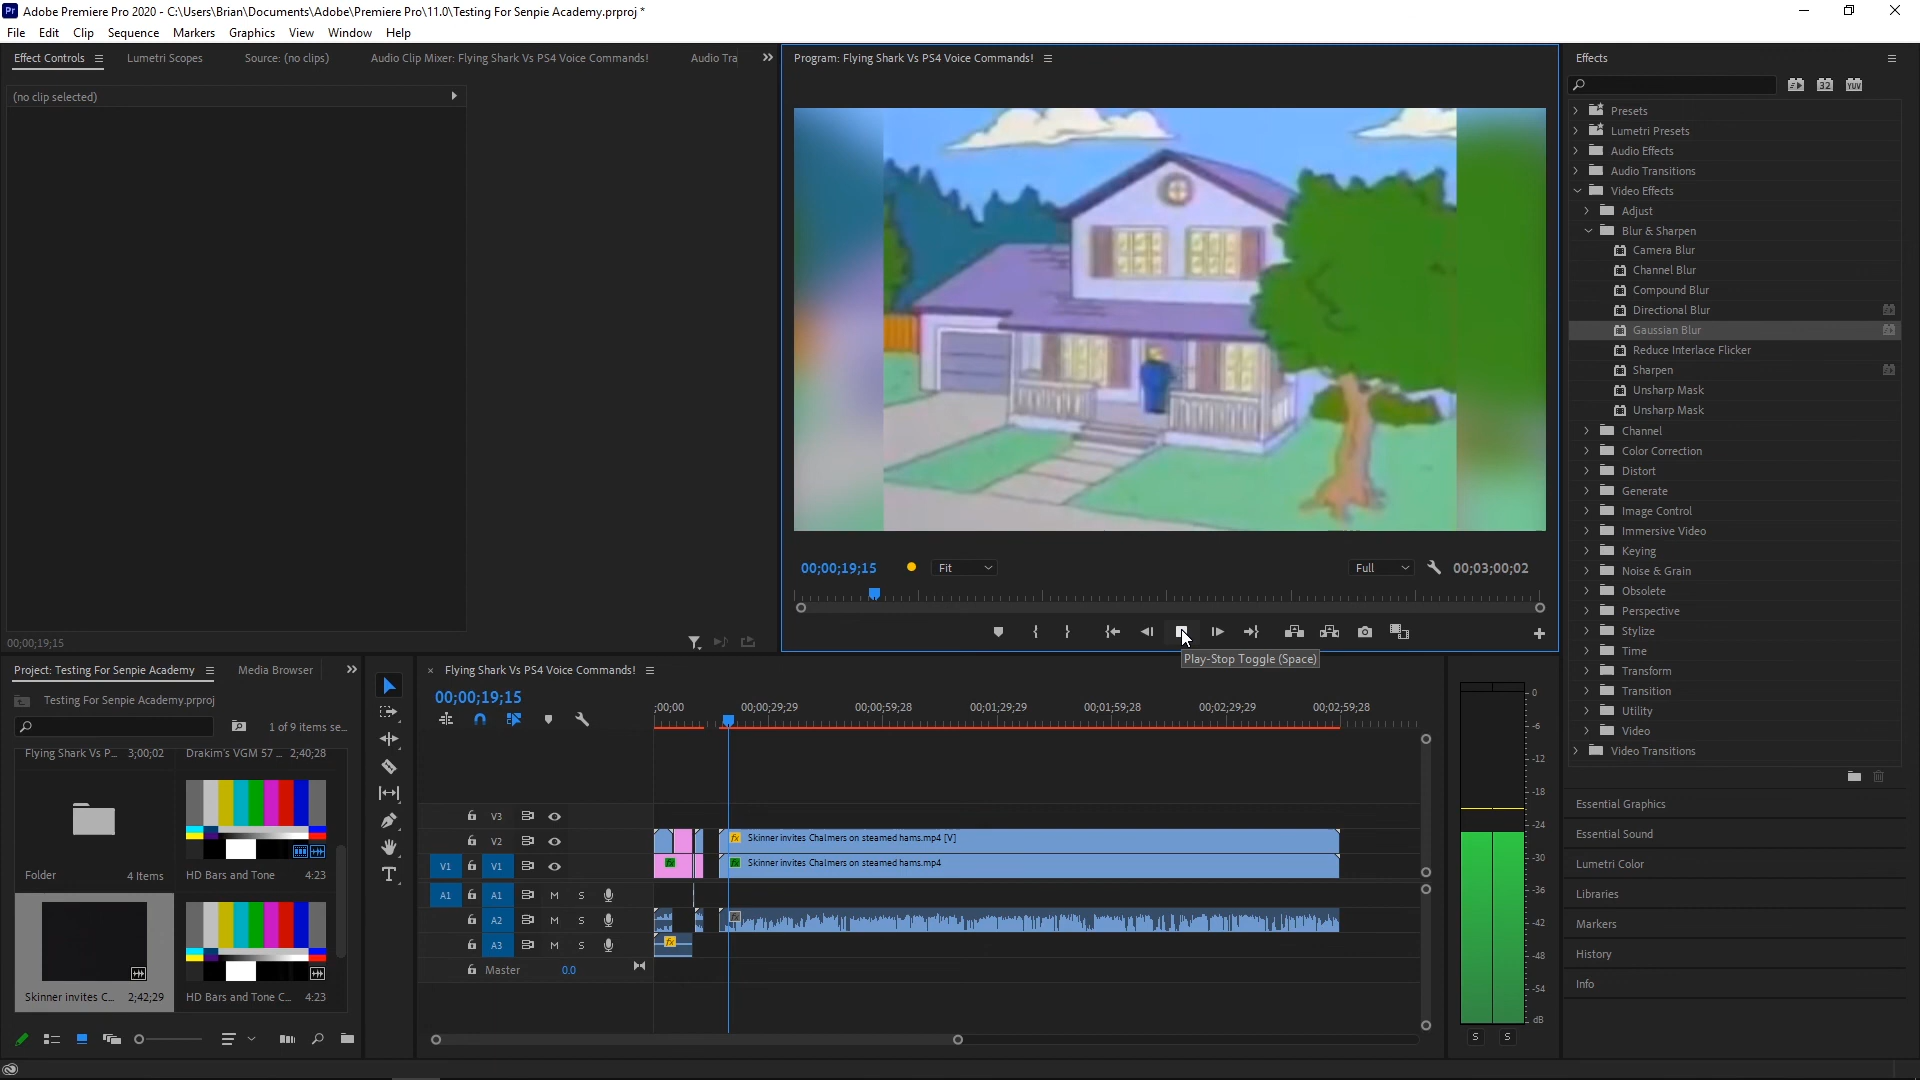 Adobe Premiere Pro 2020 - C:\Users\Brian\Documents\Adobe\Premiere Pro\11.0\Testing For Senpie Academy.prproj *
File Edit Clip Sequence Markers Graphics View Window Help
Effect Controls Lumetri Scopes Source: (no clips) Audio Clip Mixer: Flying Shark Vs PS4 Voice Commands! Audio Tra
Program: Flying Shark Vs PS4 Voice Commands!
Effects
(no clip selected)
32
YUV
Presets
Lumetri Presets
Audio Effects
Audio Transitions
Video Effects
Adjust
Blur & Sharpen
Camera Blur
Channel Blur
Compound Blur
Directional Blur
Gaussian Blur
Reduce Interlace Flicker
Sharpen
Unsharp Mask
Unsharp Mask
Channel
Color Correction
Distort
Generate
Image Control
Immersive Video
Keying
Noise & Grain
Obsolete
Perspective
Stylize
Time
Transform
Transition
Utility
Video
Video Transitions
Essential Graphics
Essential Sound
Lumetri Color
Libraries
Markers
History
Info
00;00;19;15 Fit Full 00;03;00;02
Play-Stop Toggle (Space)
00;00;19;15
Project: Testing For Senpie Academy Media Browser
Testing For Senpie Academy.prproj
1 of 9 items se...
Flying Shark Vs P... 3;00;02 Drakim's VGM 57 ... 2;40;28
Folder 4 Items HD Bars and Tone 4:23
Skinner invites C... 2;42;29 HD Bars and Tone C... 4:23
Flying Shark Vs PS4 Voice Commands!
00;00;19;15
;00;00 00;00;29;29 00;00;59;28 00;01;29;29 00;01;59;28 00;02;29;29 00;02;59;28
V3
V2 fx Skinner invites Chalmers on steamed hams.mp4 [V]
V1 V1 fx fx Skinner invites Chalmers on steamed hams.mp4
A1 A1 M S
A2 M S fx
A3 M S fx
Master 0.0
0
-6
-12
-18
-24
-30
-36
-42
-48
-54
dB
S S